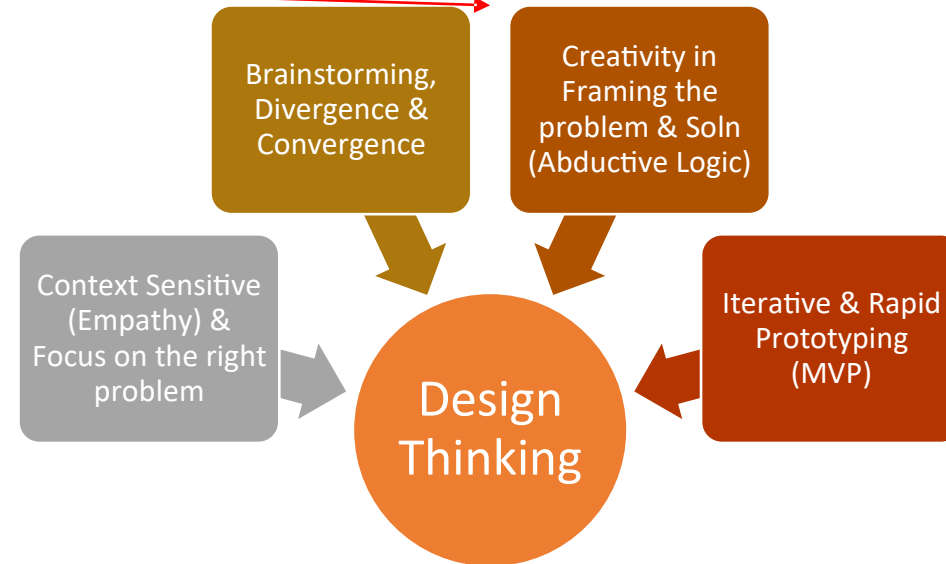 Brainstorming,
Divergence &
Convergence
Creativity in
Framing the
problem & Soln
(Abductive Logic)
Context Sensitive
(Empathy) &
Focus on the right
problem
Iterative & Rapid
Prototyping
(MVP)
Design
Thinking